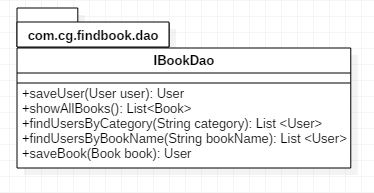 com.cg.findbook.dao
IBookDao
+saveUser(User user): User
+showAllBooks(): List<Book>
+findUsersByCategory(String category): List <User>
+findUsersByBookName(String bookName): List <User>
+saveBook(Book book): User